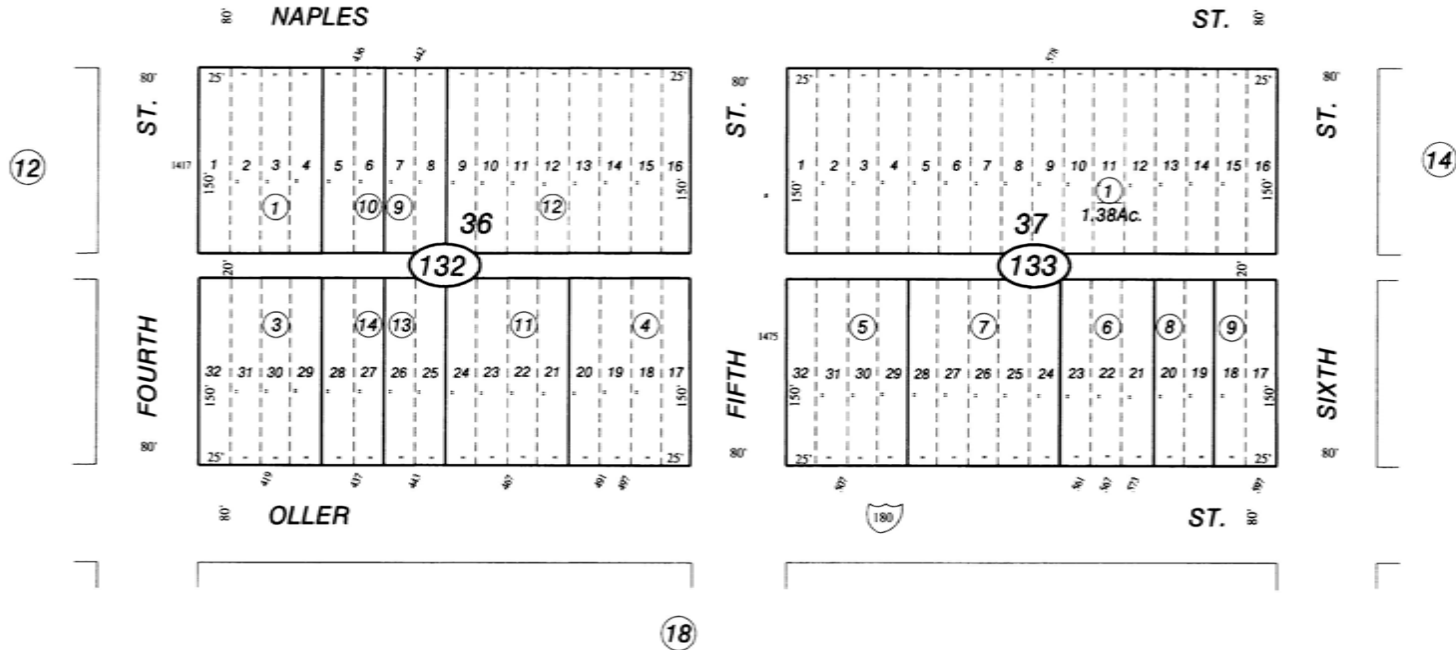 80' NAPLES ST. 80'
436 442 .578
80' 25' - - - - - - - - - - - - - - 25' 80' 25' - - - - - - - - - - - - - - 25' 80'
ST. ST. ST.
12 1417 1 2 3 4 5 6 7 8 9 10 11 12 13 14 15 16 1 2 3 4 5 6 7 8 9 10 11 12 13 14 15 16 14
150' " " " " " " " " " " " " " " 150' 150' " " " " " " " " " " " " " " 150'
1 10 9 36 12 37 1
1.38Ac.
20' 132 133 20'
3 14 13 11 4 1475 5 7 6 8 9
FOURTH FIFTH SIXTH
32 31 30 29 28 27 26 25 24 23 22 21 20 19 18 17 32 31 30 29 28 27 26 25 24 23 22 21 20 19 18 17
150' " " " " " " " " " " " " " " 150' 150' " " " " " " " " " " " " " " 150'
80' 25' - - - - - - - - - - - - - - 25' 80' 25' - - - - - - - - - - - - - - 25' 80'
419 437 443 467 491 497 .507 .561 .567 .573 .597
80' OLLER 180 ST. 80'
18